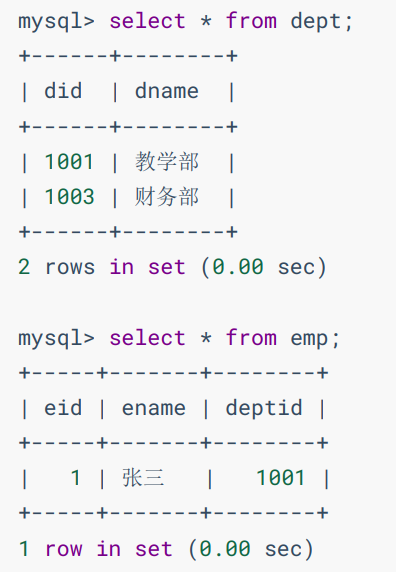 mysql> select * from dept;
+------+--------+
| did  | dname  |
+------+--------+
| 1001 | 教学部  |
| 1003 | 财务部  |
+------+--------+
2 rows in set (0.00 sec)
mysql> select * from emp;
+-----+-------+--------+
| eid | ename | deptid |
+-----+-------+--------+
|   1 | 张三   |   1001 |
+-----+-------+--------+
1 row in set (0.00 sec)